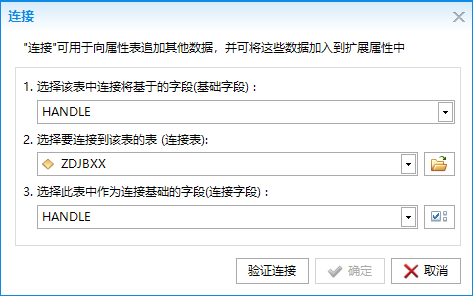 连接
"连接"可用于向属性表追加其他数据，并可将这些数据加入到扩展属性中
1. 选择该表中连接将基于的字段(基础字段)：
HANDLE
2. 选择要连接到该表的表 (连接表):
ZDJBXX
3. 选择此表中作为连接基础的字段(连接字段)：
HANDLE
验证连接 确定 取消